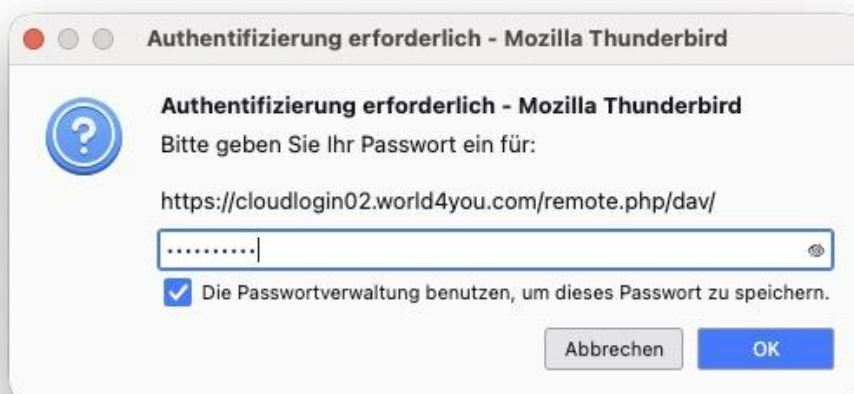 Authentifizierung erforderlich - Mozilla Thunderbird
Authentifizierung erforderlich - Mozilla Thunderbird
Bitte geben Sie Ihr Passwort ein für:
https://cloudlogin02.world4you.com/remote.php/dav/
••••••••••
Die Passwortverwaltung benutzen, um dieses Passwort zu speichern.
Abbrechen
OK